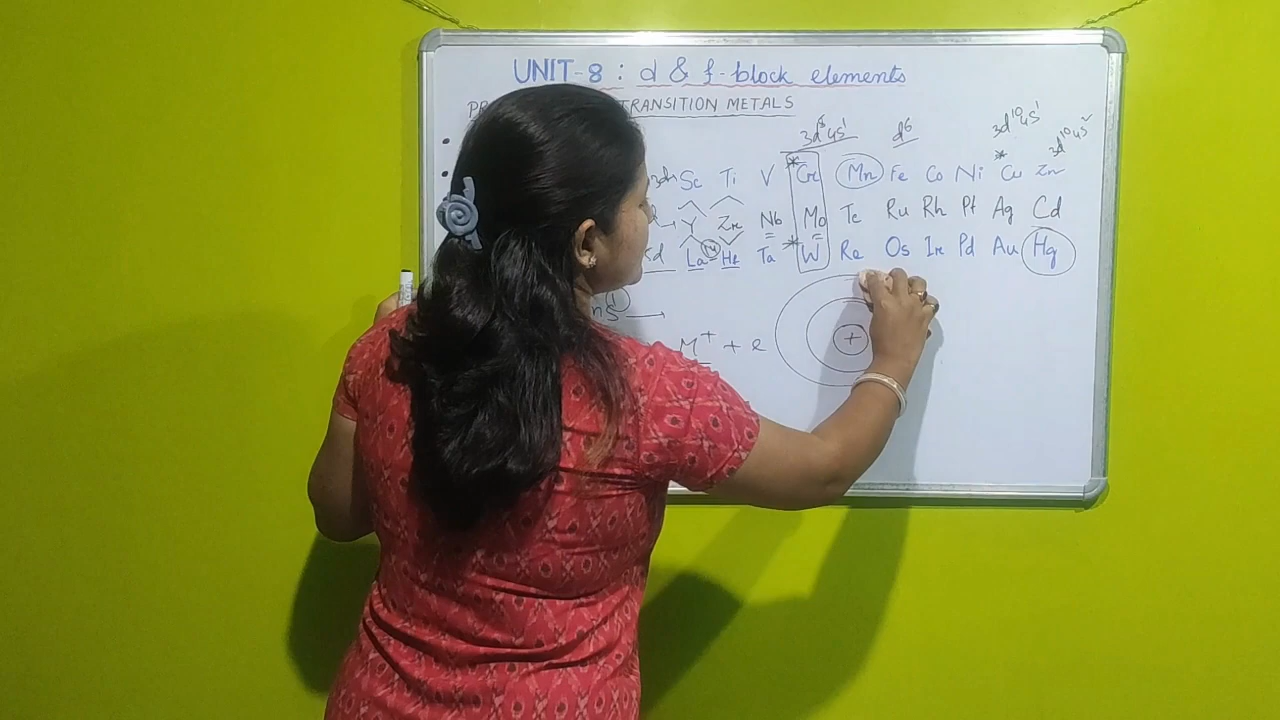 UNIT-8 : d & f-block elements
TRANSITION METALS
3d⁵4s¹ d⁶ 3d¹⁰4s¹ 3d¹⁰4s²
Sc Ti V *Cr Mn Fe Co Ni *Cu Zn
Y Zr Nb Mo Tc Ru Rh Pt Ag Cd
La Hf Ta *W Re Os Ir Pd Au Hg
ns¹ →
M⁺ + e
+